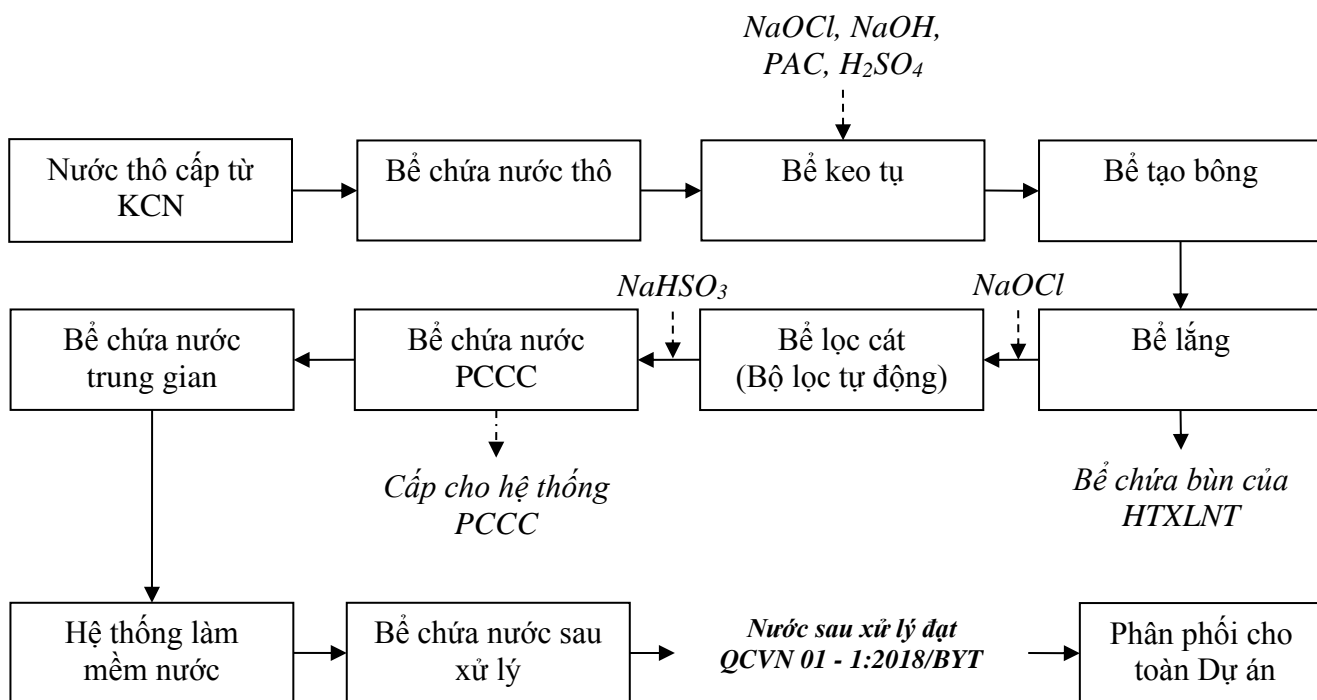 NaOCl, NaOH,
PAC, H₂SO₄
Nước thô cấp từ
KCN
Bể chứa nước thô
Bể keo tụ
Bể tạo bông
NaHSO₃
NaOCl
Bể chứa nước
trung gian
Bể chứa nước
PCCC
Bể lọc cát
(Bộ lọc tự động)
Bể lắng
Cấp cho hệ thống
PCCC
Bể chứa bùn của
HTXLNT
Hệ thống làm
mềm nước
Bể chứa nước sau
xử lý
Nước sau xử lý đạt
QCVN 01 - 1:2018/BYT
Phân phối cho
toàn Dự án